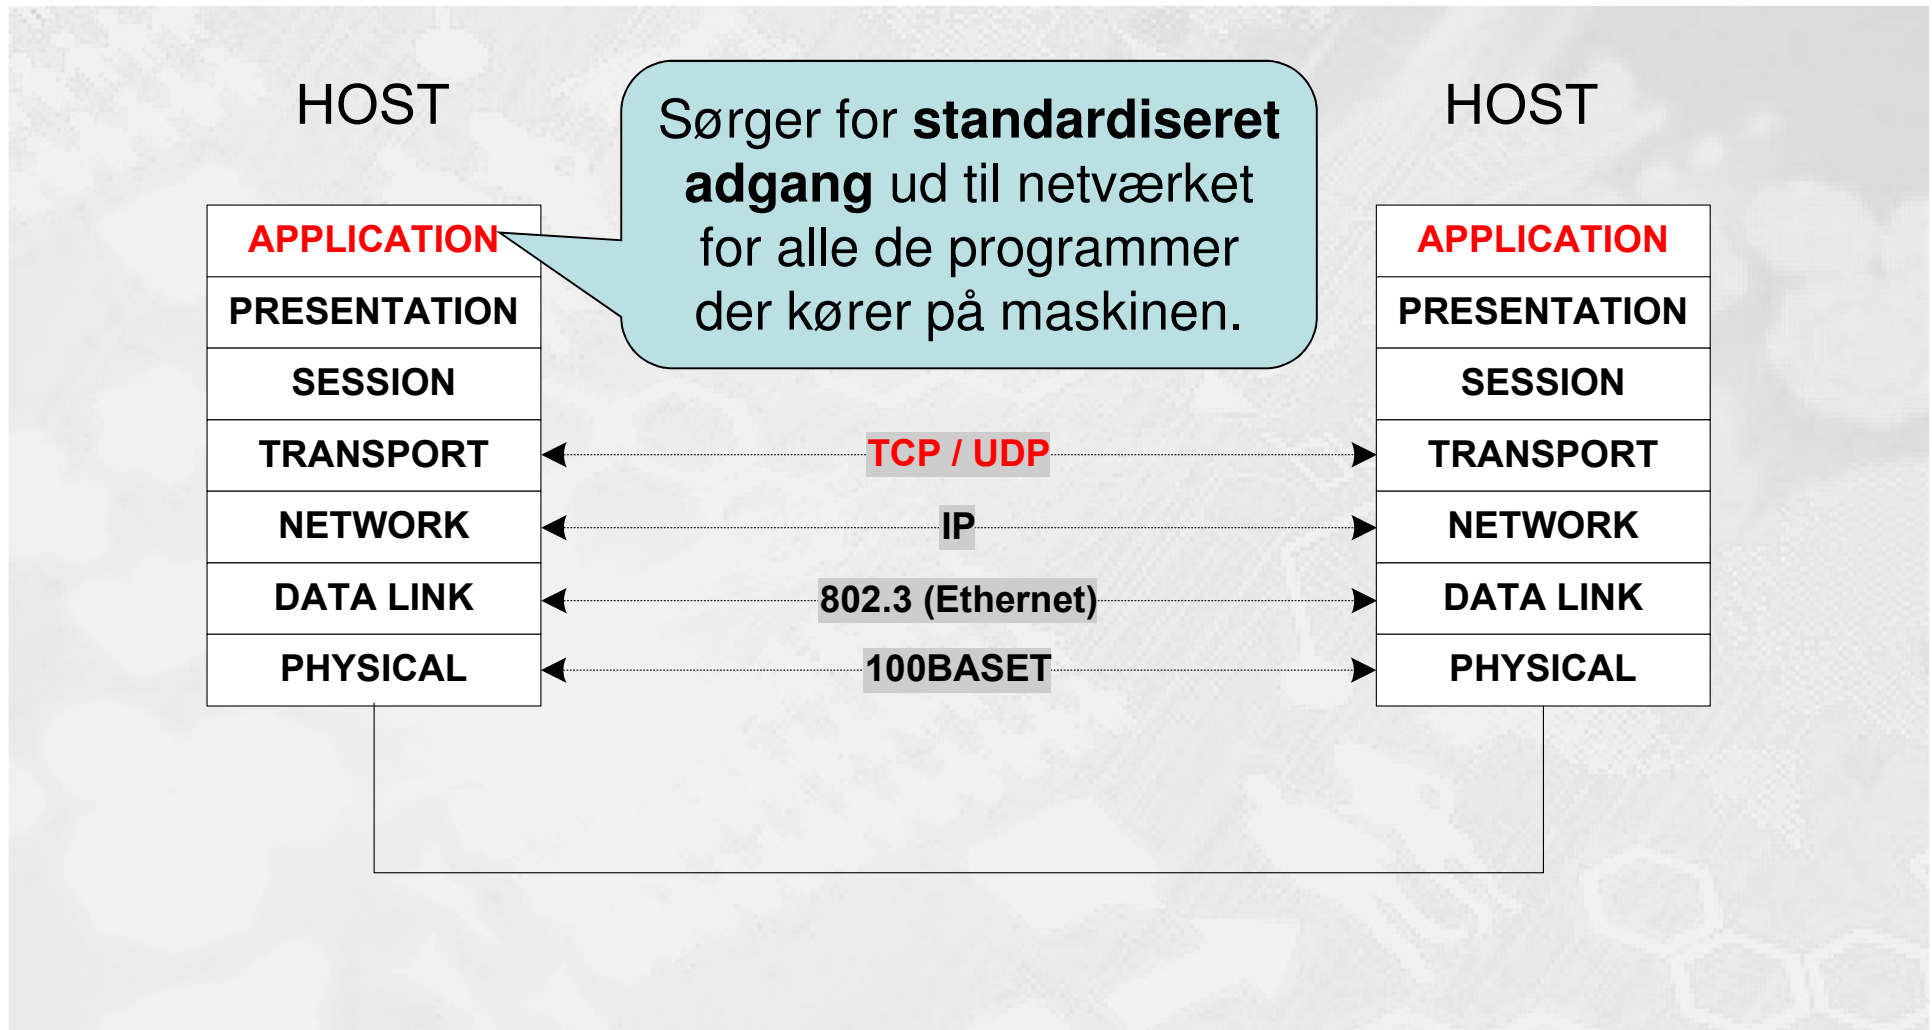 HOST
Sørger for standardiseret
adgang ud til netværket
for alle de programmer
der kører på maskinen.
HOST
APPLICATION
PRESENTATION
SESSION
TRANSPORT
NETWORK
DATA LINK
PHYSICAL
TCP / UDP
IP
802.3 (Ethernet)
100BASET
APPLICATION
PRESENTATION
SESSION
TRANSPORT
NETWORK
DATA LINK
PHYSICAL